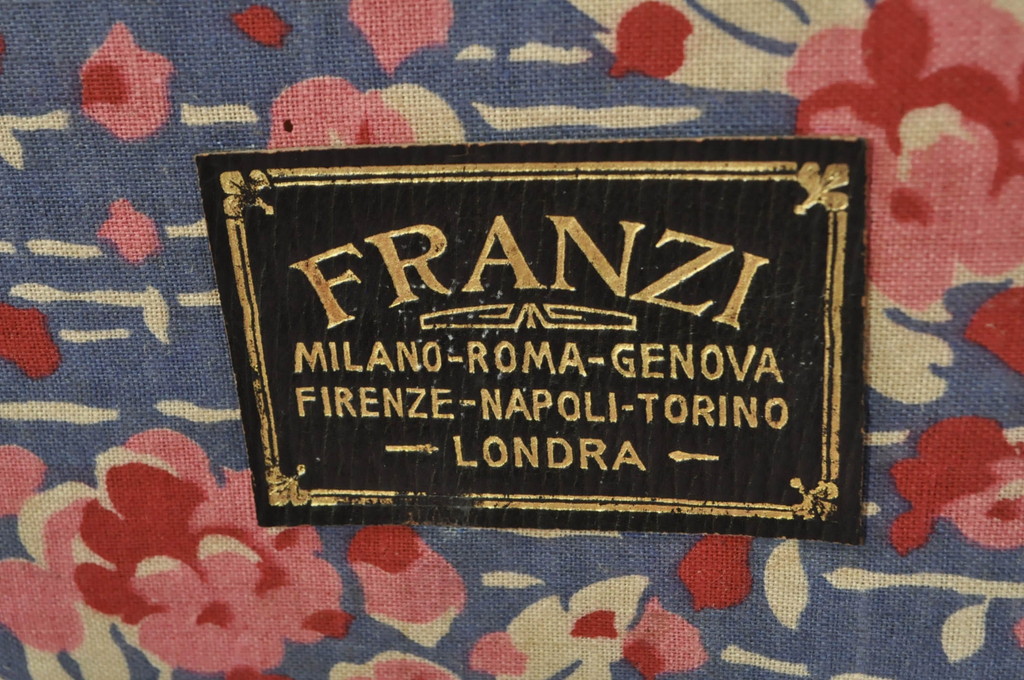 FRANZI
MILANO-ROMA-GENOVA
FIRENZE-NAPOLI-TORINO
— LONDRA —